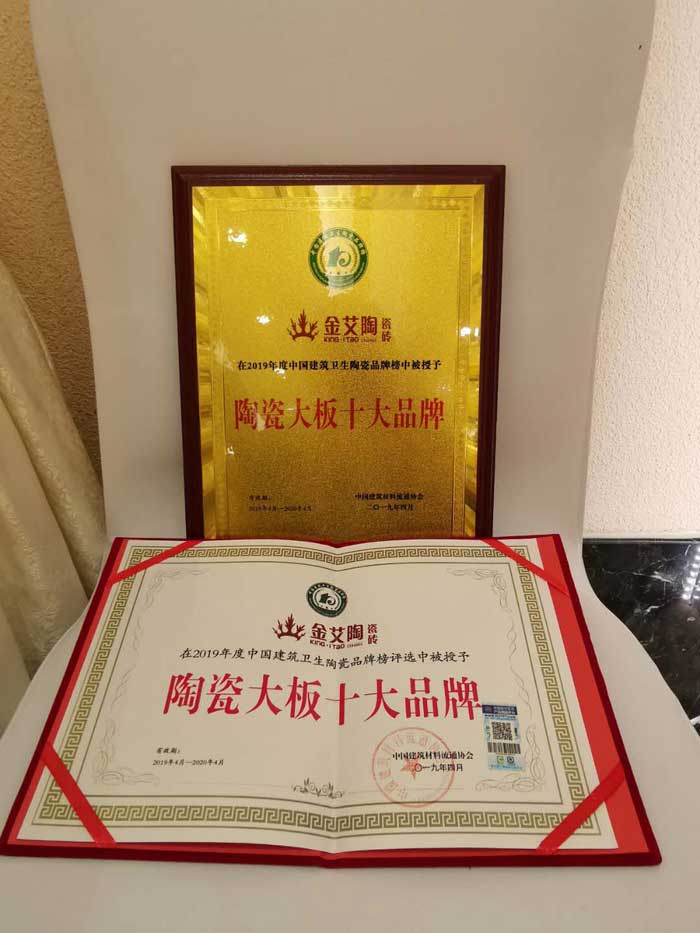 金艾陶 瓷砖
KING·ITAO CERAMIC
在2019年度中国建筑卫生陶瓷品牌榜中被授予
陶瓷大板十大品牌
有效期：
2019年4月—2020年4月
中国建筑材料流通协会
二〇一九年四月
金艾陶 瓷砖
KING·ITAO CERAMIC
在2019年度中国建筑卫生陶瓷品牌榜评选中被授予
陶瓷大板十大品牌
有效期：
2019年4月—2020年4月
中国建筑材料流通协会
二〇一九年四月